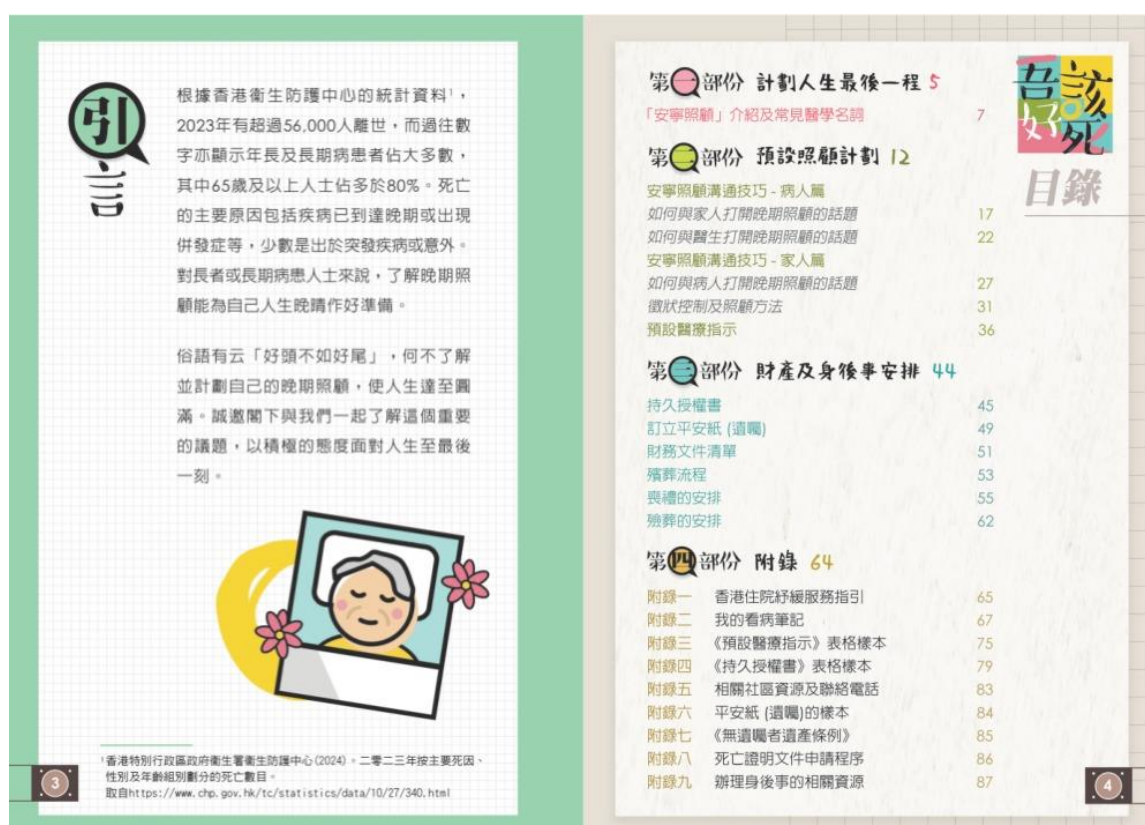 引言
根據香港衞生防護中心的統計資料¹，
2023年有超過56,000人離世，而過往數
字亦顯示年長及長期病患者佔大多數，
其中65歲及以上人士佔多於80%。死亡
的主要原因包括疾病已到達晚期或出現
併發症等，少數是出於突發疾病或意外。
對長者或長期病患人士來說，了解晚期照
顧能為自己人生晚晴作好準備。
俗語有云「好頭不如好尾」，何不了解
並計劃自己的晚期照顧，使人生達至圓
滿。誠邀閣下與我們一起了解這個重要
的議題，以積極的態度面對人生至最後
一刻。
¹香港特別行政區政府衞生署衞生防護中心(2024)。二零二三年按主要死因、
性別及年齡組別劃分的死亡數目。
取自https://www.chp.gov.hk/tc/statistics/data/10/27/340.html
3
吾該好死
目錄
第一部份 計劃人生最後一程 5
「安寧照顧」介紹及常見醫學名詞 7
第二部份 預設照顧計劃 12
安寧照顧溝通技巧 - 病人篇
如何與家人打開晚期照顧的話題 17
如何與醫生打開晚期照顧的話題 22
安寧照顧溝通技巧 - 家人篇
如何與病人打開晚期照顧的話題 27
徵狀控制及照顧方法 31
預設醫療指示 36
第三部份 財產及身後事安排 44
持久授權書 45
訂立平安紙 (遺囑) 49
財務文件清單 51
殯葬流程 53
喪禮的安排 55
殮葬的安排 62
第四部份 附錄 64
附錄一 香港住院紓緩服務指引 65
附錄二 我的看病筆記 67
附錄三 《預設醫療指示》表格樣本 75
附錄四 《持久授權書》表格樣本 79
附錄五 相關社區資源及聯絡電話 83
附錄六 平安紙 (遺囑)的樣本 84
附錄七 《無遺囑者遺產條例》 85
附錄八 死亡證明文件申請程序 86
附錄九 辦理身後事的相關資源 87
4